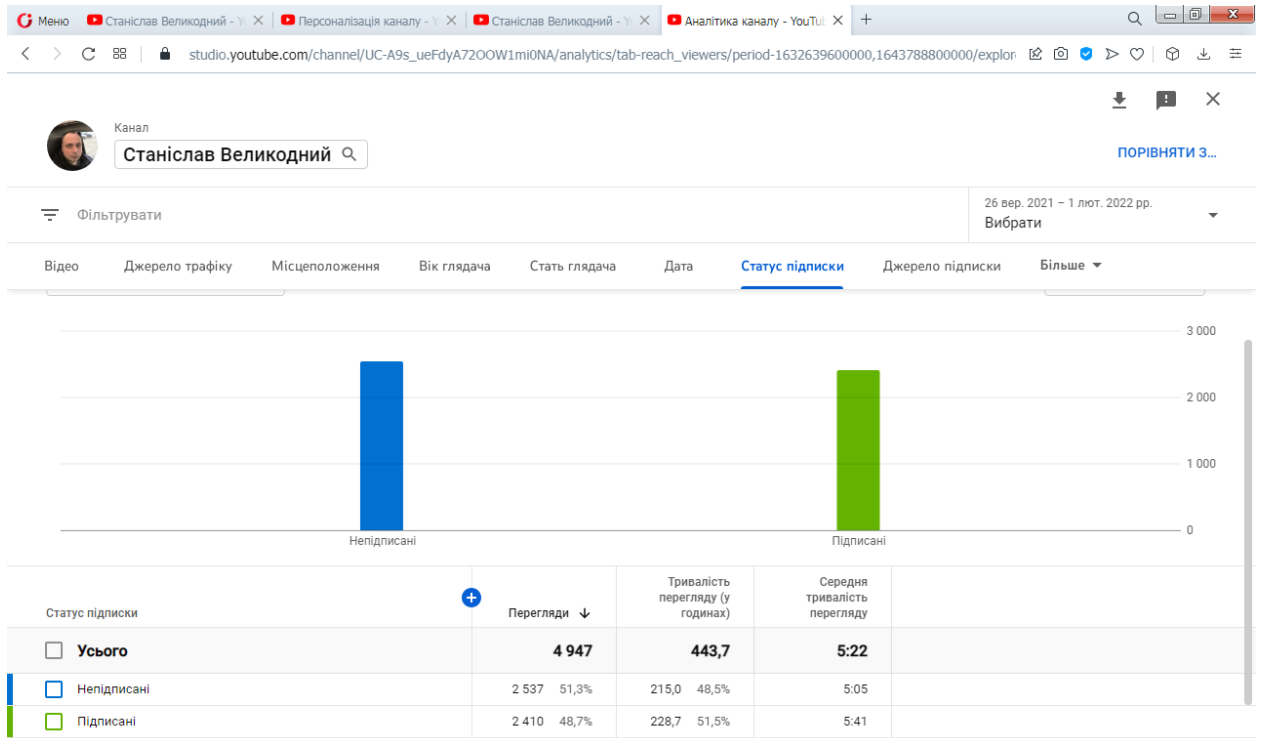 Меню
Станіслав Великодний - Yo
Персоналізація каналу - Y
Станіслав Великодний - Yo
Аналітика каналу - YouTub
studio.youtube.com/channel/UC-A9s_ueFdyA72OOW1mi0NA/analytics/tab-reach_viewers/period-1632639600000,1643788800000/explor
Канал
Станіслав Великодний
ПОРІВНЯТИ З...
Фільтрувати
26 вер. 2021 – 1 лют. 2022 рр.
Вибрати
Відео Джерело трафіку Місцеположення Вік глядача Стать глядача Дата Статус підписки Джерело підписки Більше
3 000
2 000
1 000
0
Непідписані Підписані
Статус підписки
Перегляди
Тривалість
перегляду (у
годинах)
Середня
тривалість
перегляду
Усього 4 947 443,7 5:22
Непідписані 2 537 51,3% 215,0 48,5% 5:05
Підписані 2 410 48,7% 228,7 51,5% 5:41